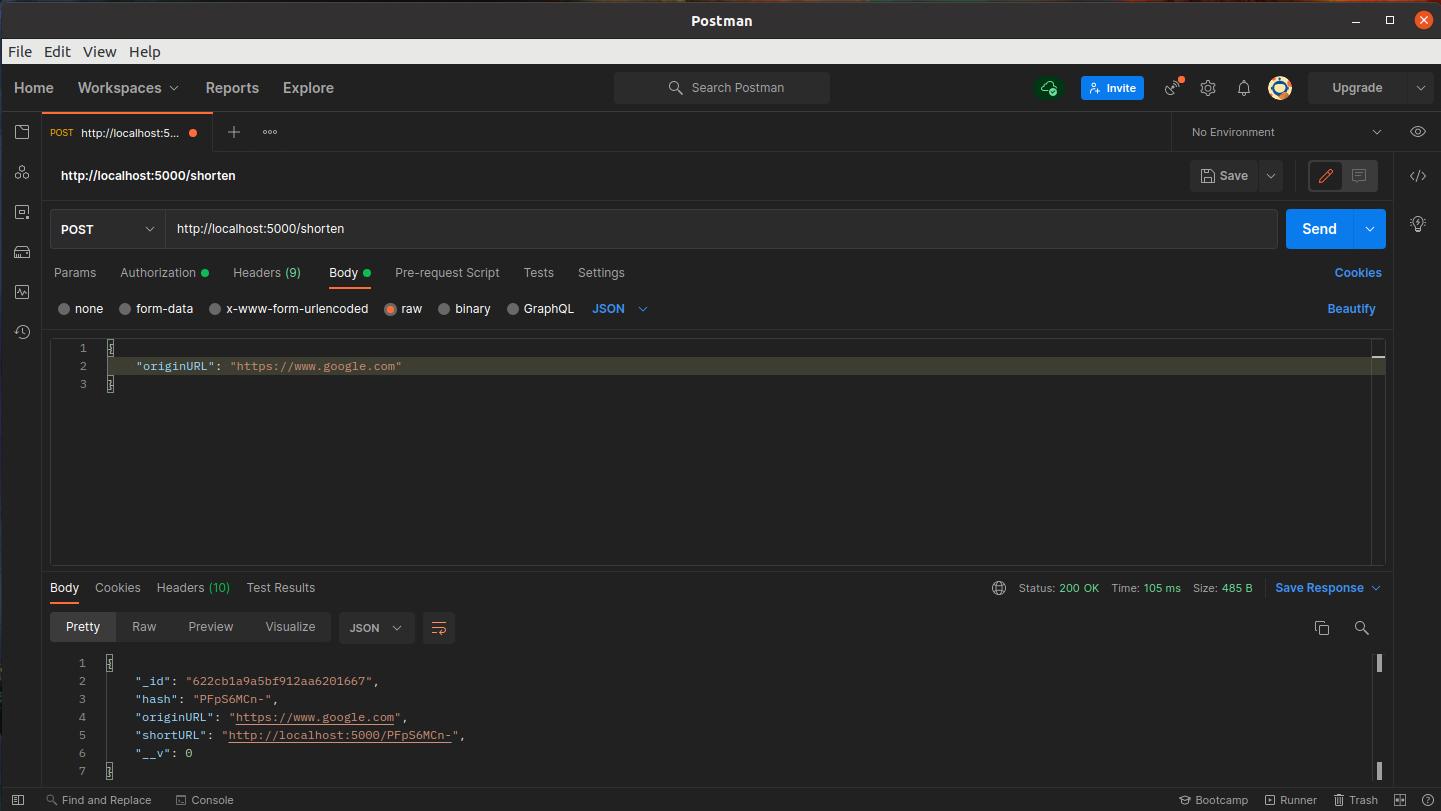 Postman
File Edit View Help
Home Workspaces Reports Explore Search Postman Invite Upgrade
POST http://localhost:5... No Environment
http://localhost:5000/shorten Save
POST http://localhost:5000/shorten Send
Params Authorization Headers (9) Body Pre-request Script Tests Settings Cookies
none form-data x-www-form-urlencoded raw binary GraphQL JSON Beautify
1 {
2 "originURL": "https://www.google.com"
3 }
Body Cookies Headers (10) Test Results Status: 200 OK Time: 105 ms Size: 485 B Save Response
Pretty Raw Preview Visualize JSON
1 {
2 "_id": "622cb1a9a5bf912aa6201667",
3 "hash": "PFpS6MCn-",
4 "originURL": "https://www.google.com",
5 "shortURL": "http://localhost:5000/PFpS6MCn-",
6 "__v": 0
7 }
Find and Replace Console Bootcamp Runner Trash